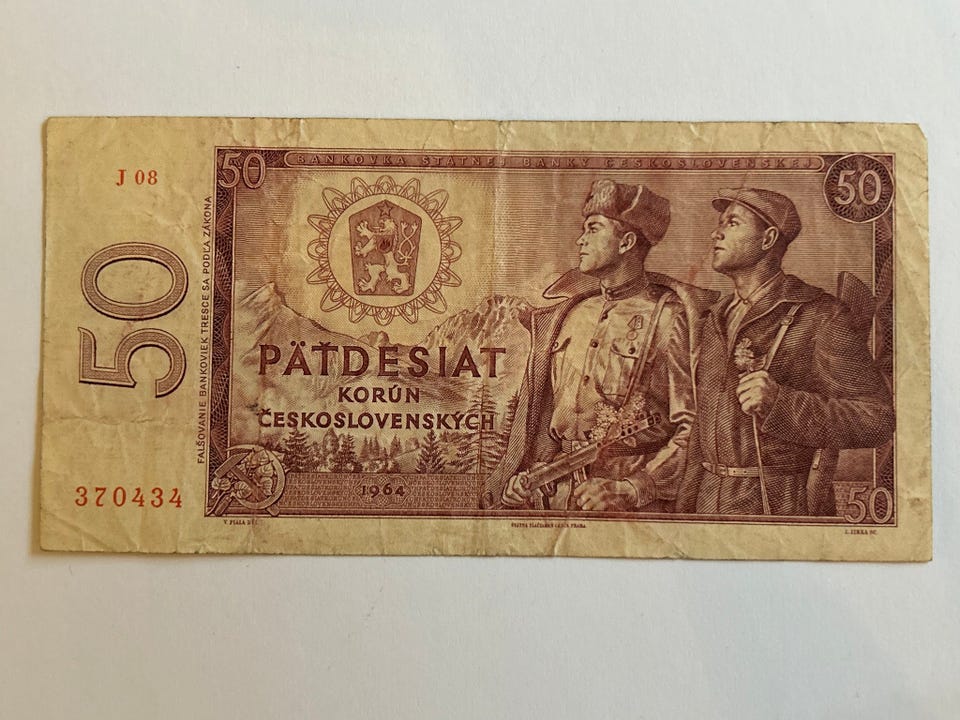 J 08
50
370434
FALŠOVANIE BANKOVIEK TRESCE SA PODĽA ZÁKONA
50
BANKOVKA ŠTÁTNEJ BANKY ČESKOSLOVENSKEJ
50
PÄŤDESIAT
KORÚN
ČESKOSLOVENSKÝCH
1964
50